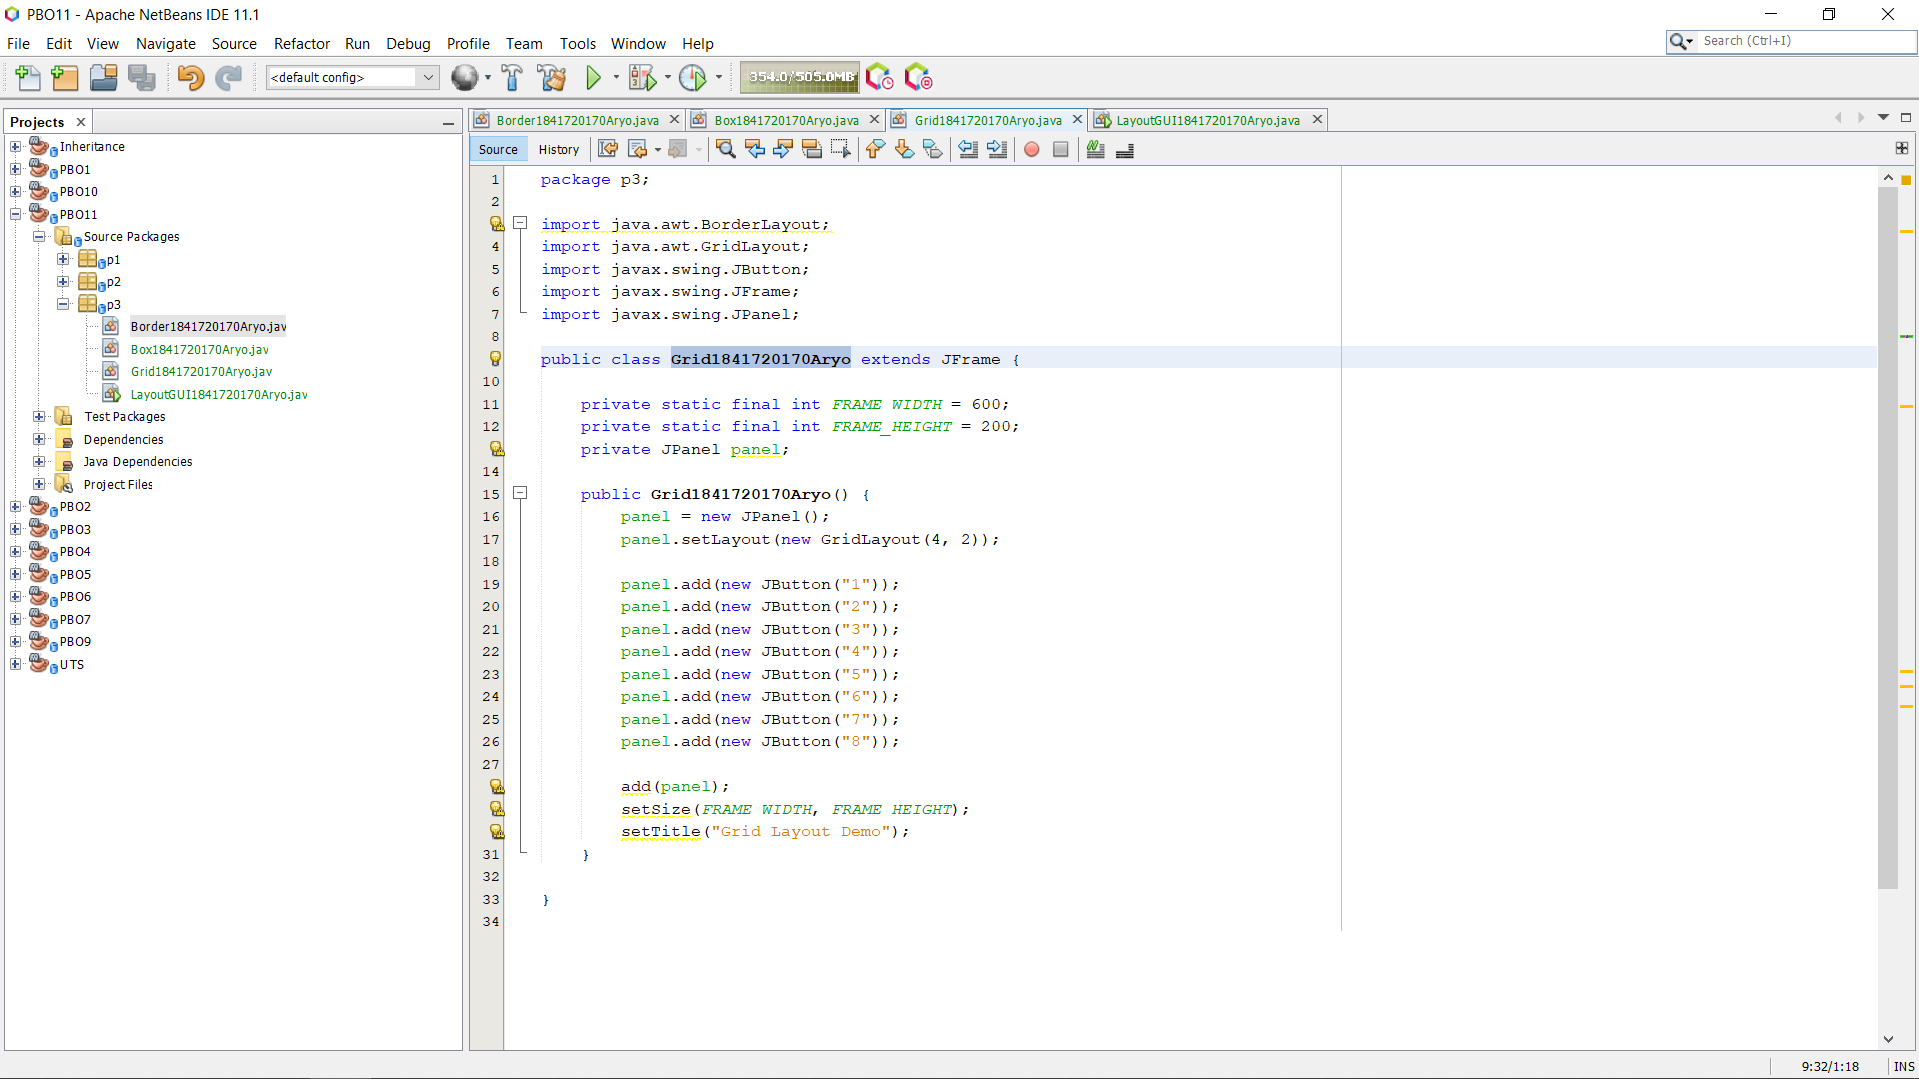 PBO11 - Apache NetBeans IDE 11.1
File Edit View Navigate Source Refactor Run Debug Profile Team Tools Window Help
Search (Ctrl+I)
<default config>
354.0/505.0MB
Projects
Border1841720170Aryo.java
Box1841720170Aryo.java
Grid1841720170Aryo.java
LayoutGUI1841720170Aryo.java
Source History
Inheritance
PBO1
PBO10
PBO11
Source Packages
p1
p2
p3
Border1841720170Aryo.jav
Box1841720170Aryo.jav
Grid1841720170Aryo.jav
LayoutGUI1841720170Aryo.jav
Test Packages
Dependencies
Java Dependencies
Project Files
PBO2
PBO3
PBO4
PBO5
PBO6
PBO7
PBO9
UTS
1 package p3;
2
import java.awt.BorderLayout;
4 import java.awt.GridLayout;
5 import javax.swing.JButton;
6 import javax.swing.JFrame;
7 import javax.swing.JPanel;
8
public class Grid1841720170Aryo extends JFrame {
10
11 private static final int FRAME_WIDTH = 600;
12 private static final int FRAME_HEIGHT = 200;
private JPanel panel;
14
15 public Grid1841720170Aryo() {
16 panel = new JPanel();
17 panel.setLayout(new GridLayout(4, 2));
18
19 panel.add(new JButton("1"));
20 panel.add(new JButton("2"));
21 panel.add(new JButton("3"));
22 panel.add(new JButton("4"));
23 panel.add(new JButton("5"));
24 panel.add(new JButton("6"));
25 panel.add(new JButton("7"));
26 panel.add(new JButton("8"));
27
add(panel);
setSize(FRAME_WIDTH, FRAME_HEIGHT);
setTitle("Grid Layout Demo");
31 }
32
33 }
34
9:32/1:18 INS